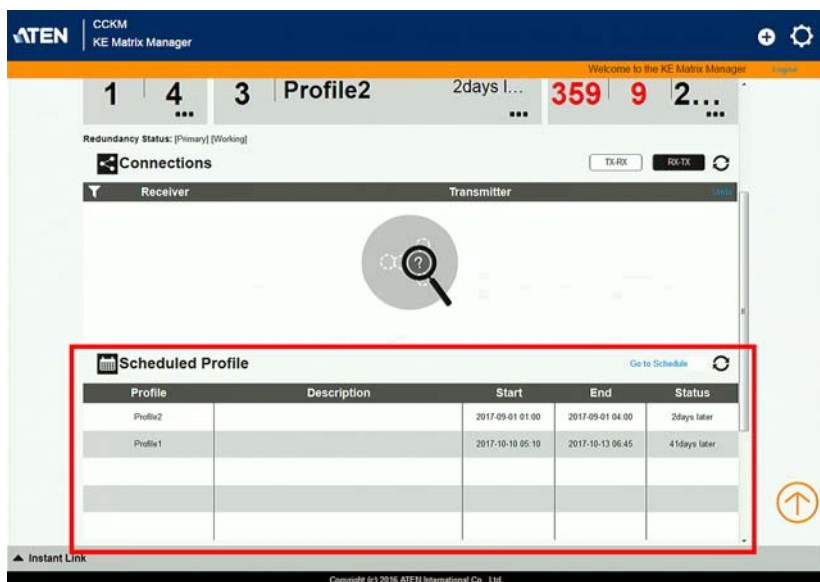 ATEN
CCKM
KE Matrix Manager
Welcome to the KE Matrix Manager Logout
1 4... 3 Profile2 2days l... ... 359 9 2... ...
Redundancy Status: [Primary] [Working]
Connections TX-RX RX-TX
Receiver Transmitter
?
Scheduled Profile Go to Schedule
Profile Description Start End Status
Profile2 2017-09-01 01:00 2017-09-01 04:00 2days later
Profile1 2017-10-10 05:10 2017-10-13 06:45 41days later
Instant Link
Copyright (c) 2016 ATEN International Co., Ltd.